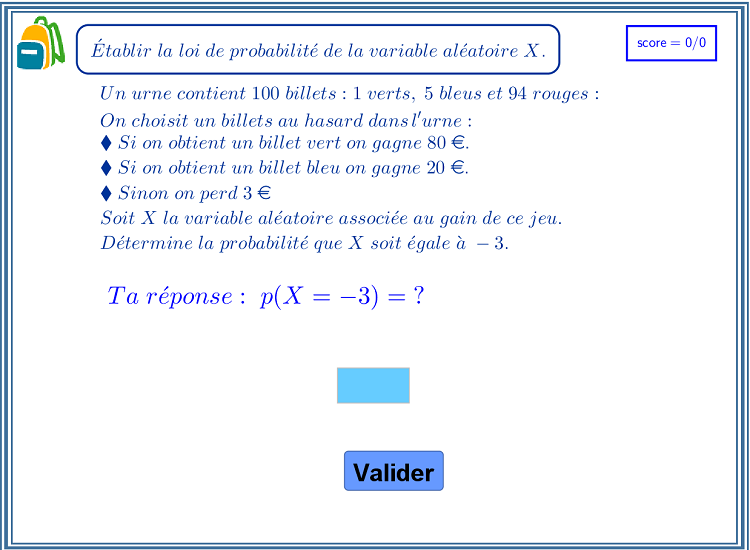 Établir la loi de probabilité de la variable aléatoire X.
score = 0/0
Un urne contient 100 billets : 1 verts, 5 bleus et 94 rouges :
On choisit un billets au hasard dans l'urne :
♦ Si on obtient un billet vert on gagne 80 €.
♦ Si on obtient un billet bleu on gagne 20 €.
♦ Sinon on perd 3 €
Soit X la variable aléatoire associée au gain de ce jeu.
Détermine la probabilité que X soit égale à − 3.
Ta réponse : p(X = −3) = ?
Valider